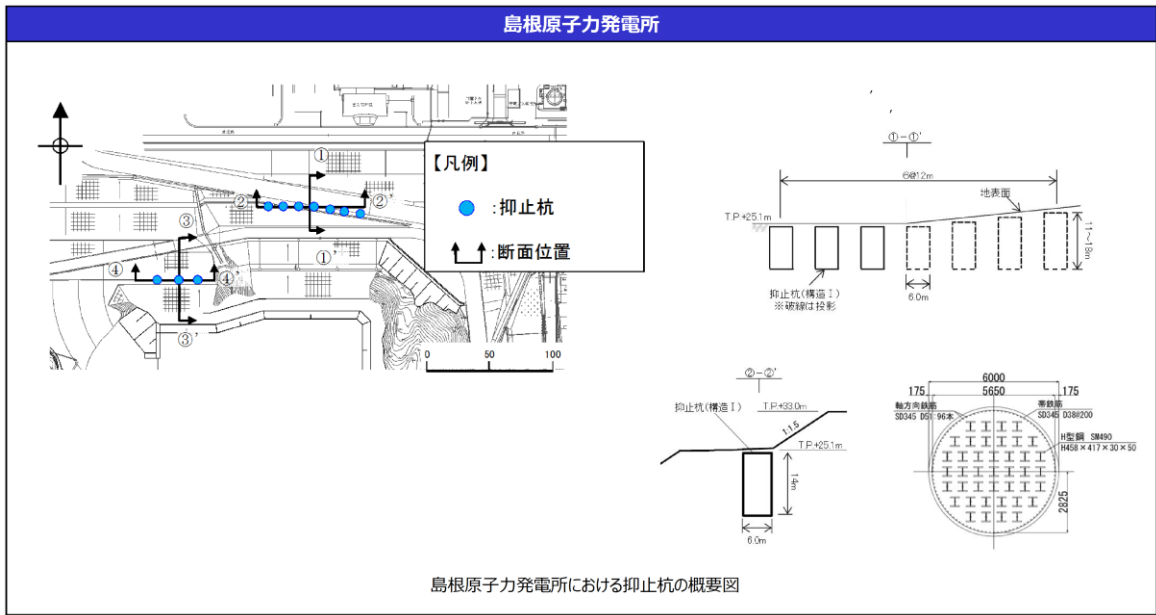 島根原子力発電所
①
②
②'
③
①'
④
④'
③'
【凡例】
:抑止杭
:断面位置
0
50
100
①-①'
6@12m
地表面
T.P.+25.1m
11~18m
抑止杭(構造Ⅰ)
※破線は投影
6.0m
②-②'
抑止杭(構造Ⅰ)
T.P.+33.0m
1:1.5
T.P.+25.1m
14m
6.0m
6000
175
5650
175
軸方向鉄筋
SD345 D51 96本
帯鉄筋
SD345 D38@200
H型鋼 SM490
H458×417×30×50
2825
島根原子力発電所における抑止杭の概要図